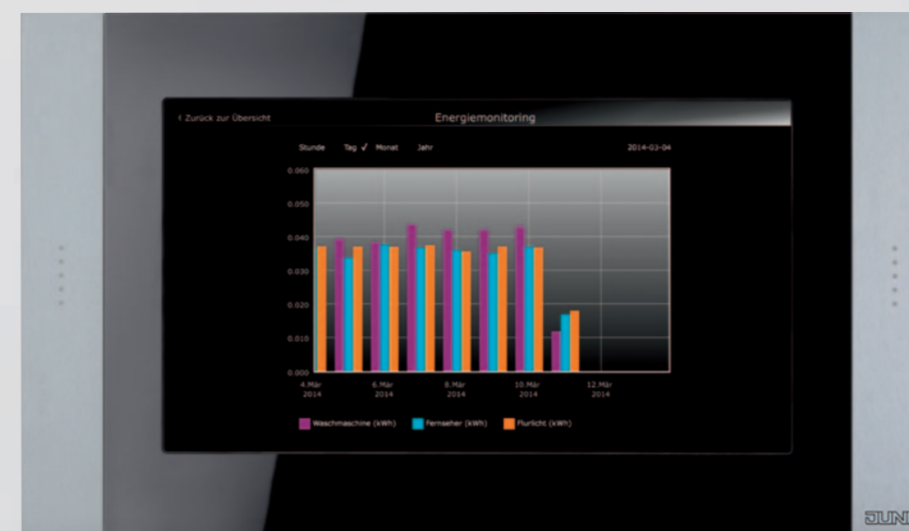 ‹ Zurück zur Übersicht
Energiemonitoring
Stunde Tag ✓ Monat Jahr
2014-03-04
0.060
0.050
0.040
0.030
0.020
0.010
0.000
4.Mär 6.Mär 8.Mär 10.Mär 12.Mär
2014 2014 2014 2014 2014
Waschmaschine (kWh) Fernseher (kWh) Flurlicht (kWh)
JUN